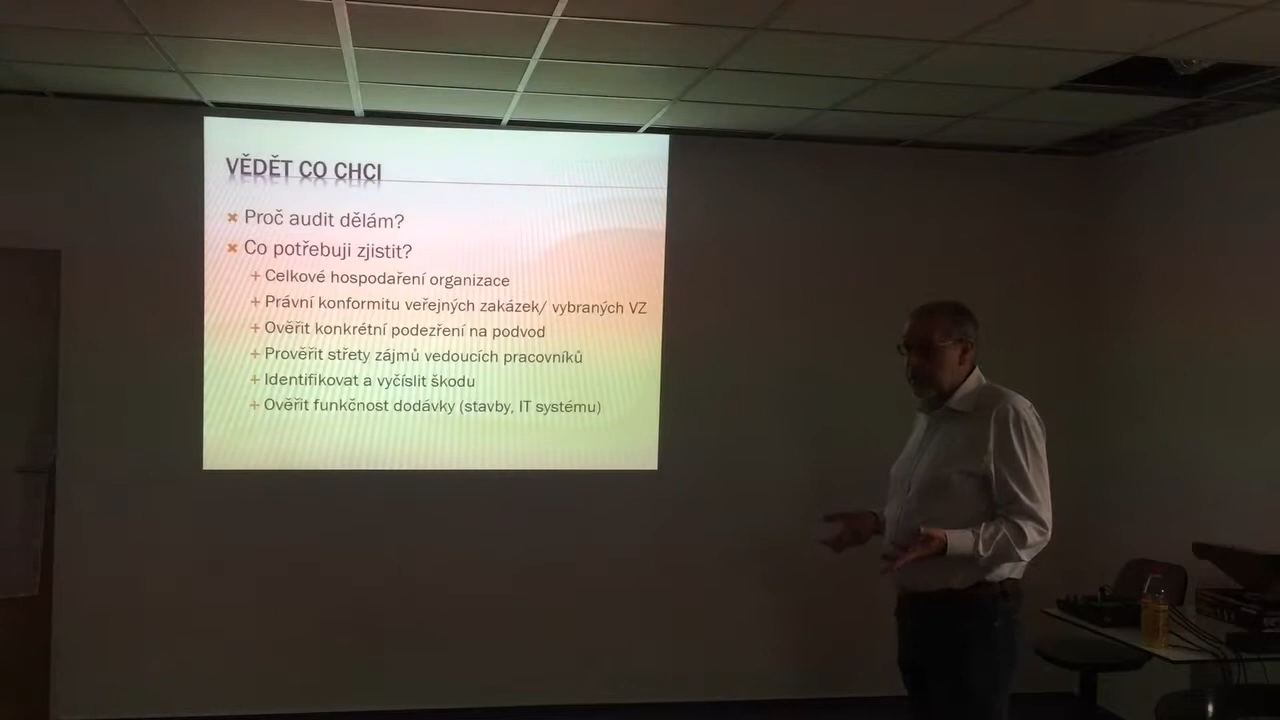 VĚDĚT CO CHCI
Proč audit dělám?
Co potřebuji zjistit?
+ Celkové hospodaření organizace
+ Právní konformitu veřejných zakázek/ vybraných VZ
+ Ověřit konkrétní podezření na podvod
+ Prověřit střety zájmů vedoucích pracovníků
+ Identifikovat a vyčíslit škodu
+ Ověřit funkčnost dodávky (stavby, IT systému)